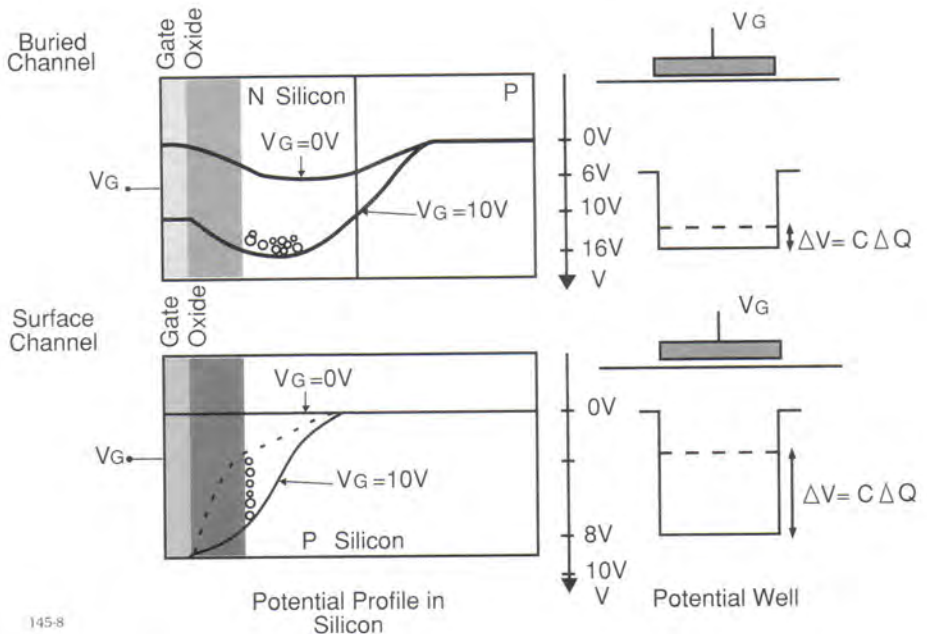 Buried
Channel
Gate
Oxide
N Silicon
P
VG=0V
VG
VG=10V
0V
6V
10V
16V
V
VG
ΔV= C ΔQ
Surface
Channel
Gate
Oxide
VG=0V
VG
VG=10V
P Silicon
0V
8V
10V
V
VG
ΔV= C ΔQ
Potential Profile in
Silicon
Potential Well
145-8